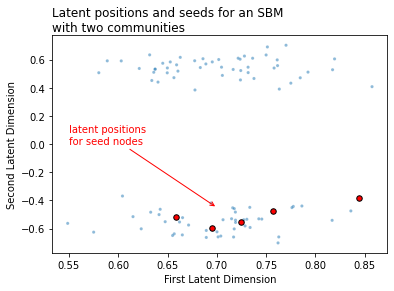 Latent positions and seeds for an SBM
with two communities
Second Latent Dimension
0.6
0.4
0.2
0.0
−0.2
−0.4
−0.6
latent positions
for seed nodes
0.55
0.60
0.65
0.70
0.75
0.80
0.85
First Latent Dimension